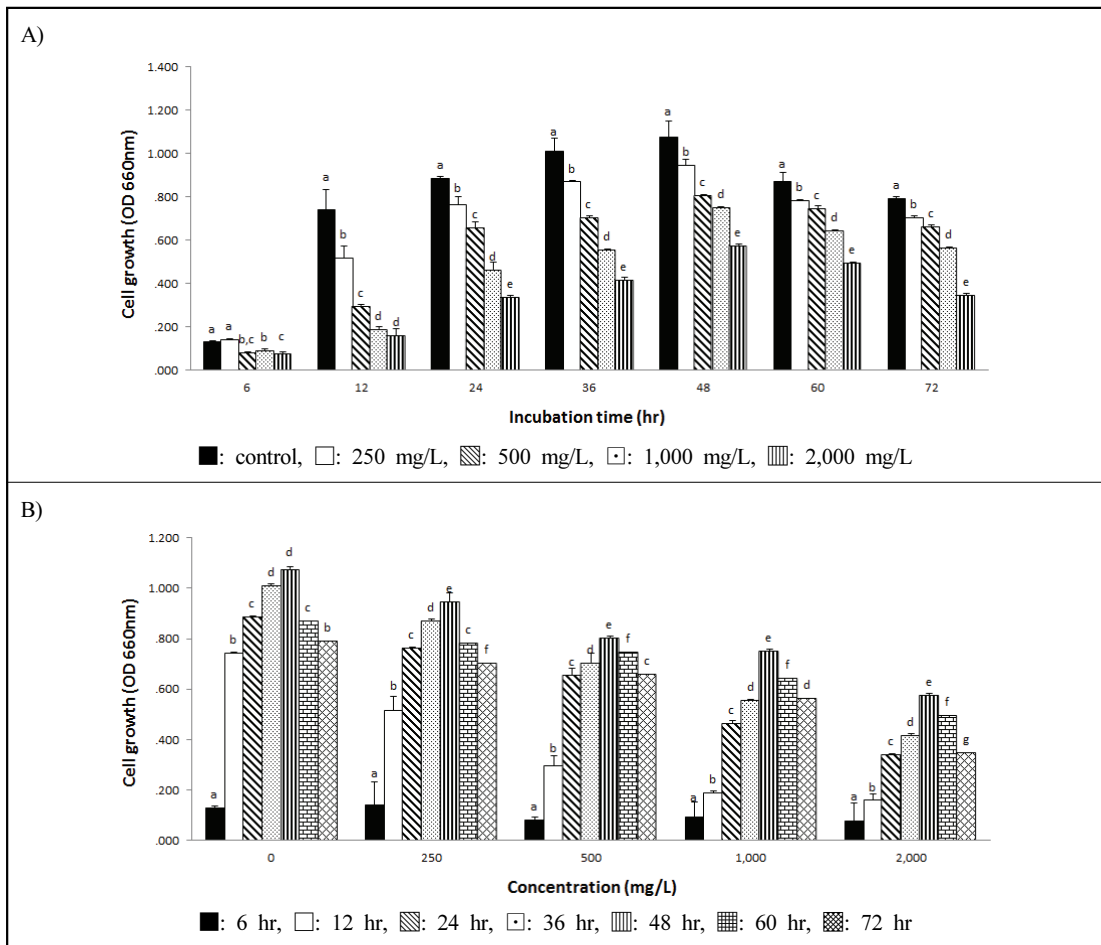 A)
1.400
1.200
1.000
.800
.600
.400
.200
.000
Cell growth (OD 660nm)
a a b,c b c
a b c d d
a b c d e
a b c d e
a b c d e
a b c d e
a b c d e
6 12 24 36 48 60 72
Incubation time (hr)
: control, : 250 mg/L, : 500 mg/L, : 1,000 mg/L, : 2,000 mg/L
B)
1.200
1.000
.800
.600
.400
.200
.000
Cell growth (OD 660nm)
a b c d d c b
a b c d e c f
a b c c e f c
a b c d e f d
a b c d e f g
0 250 500 1,000 2,000
Concentration (mg/L)
: 6 hr, : 12 hr, : 24 hr, : 36 hr, : 48 hr, : 60 hr, : 72 hr